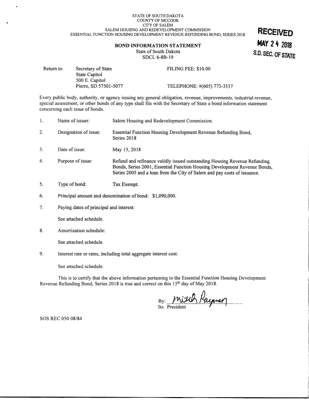 STATE OF SOUTH DAKOTA
COUNTY OF MCCOOK
CITY OF SALEM
SALEM HOUSING AND REDEVELOPMENT COMMISSION
ESSENTIAL FUNCTION HOUSING DEVELOPMENT REVENUE REFUNDING BOND, SERIES 2018
RECEIVED
MAY 24 2018
S.D. SEC. OF STATE
BOND INFORMATION STATEMENT
State of South Dakota
SDCL 6-8B-19
Return to: Secretary of State FILING FEE: $10.00
State Capitol
500 E. Capitol
Pierre, SD 57501-5077 TELEPHONE: #(605) 773-3537
Every public body, authority, or agency issuing any general obligation, revenue, improvements, industrial revenue,
special assessment, or other bonds of any type shall file with the Secretary of State a bond information statement
concerning each issue of bonds.
1. Name of issuer: Salem Housing and Redevelopment Commission.
2. Designation of issue: Essential Function Housing Development Revenue Refunding Bond,
Series 2018
3. Date of issue: May 15, 2018
4. Purpose of issue: Refund and refinance validly issued outstanding Housing Revenue Refunding
Bonds, Series 2001, Essential Function Housing Development Revenue Bonds,
Series 2005 and a loan from the City of Salem and pay costs of issuance.
5. Type of bond: Tax Exempt.
6. Principal amount and denomination of bond: $1,090,000.
7. Paying dates of principal and interest:
See attached schedule.
8. Amortization schedule:
See attached schedule.
9. Interest rate or rates, including total aggregate interest cost:
See attached schedule.
This is to certify that the above information pertaining to the Essential Function Housing Development
Revenue Refunding Bond, Series 2018 is true and correct on this 15th day of May 2018.
By: Mitch
Its: President
SOS REC 050 08/84